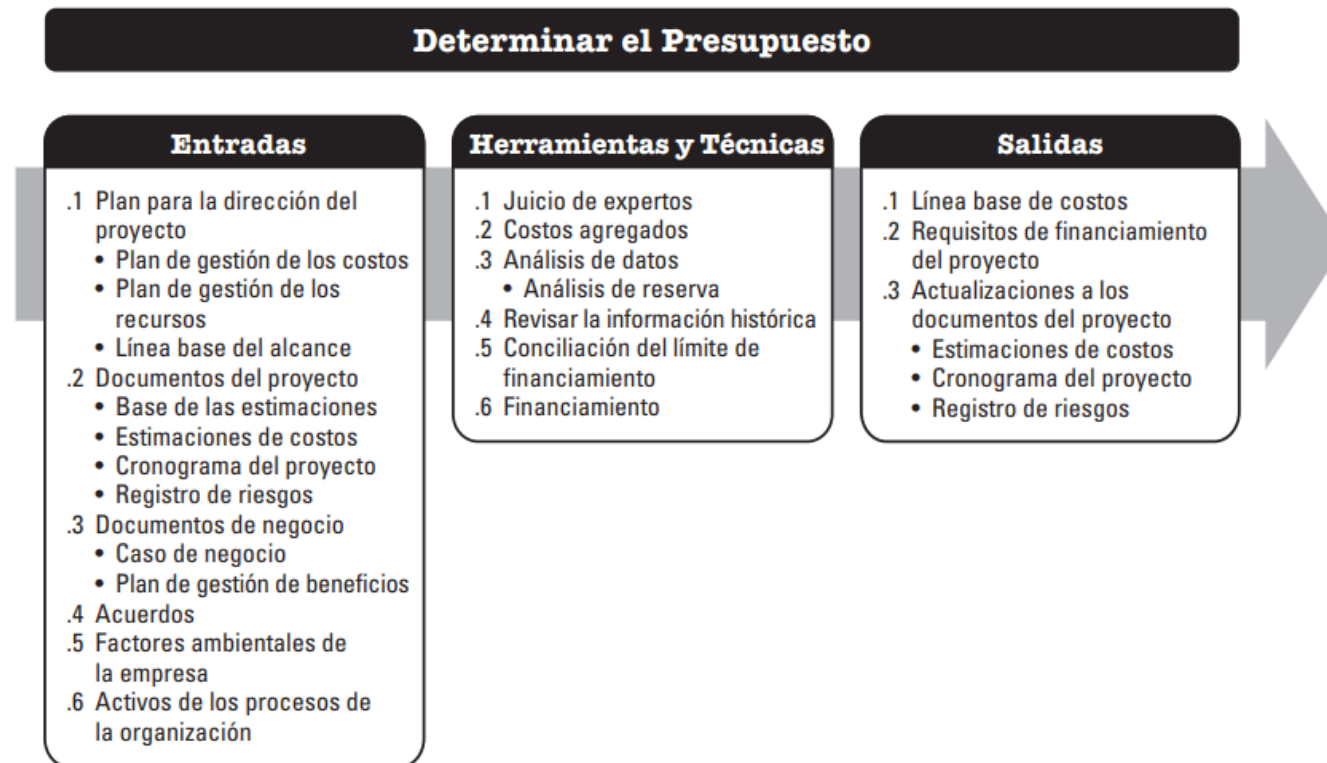 Determinar el Presupuesto
Entradas
.1 Plan para la dirección del
proyecto
• Plan de gestión de los costos
• Plan de gestión de los
recursos
• Línea base del alcance
.2 Documentos del proyecto
• Base de las estimaciones
• Estimaciones de costos
• Cronograma del proyecto
• Registro de riesgos
.3 Documentos de negocio
• Caso de negocio
• Plan de gestión de beneficios
.4 Acuerdos
.5 Factores ambientales de
la empresa
.6 Activos de los procesos de
la organización
Herramientas y Técnicas
.1 Juicio de expertos
.2 Costos agregados
.3 Análisis de datos
• Análisis de reserva
.4 Revisar la información histórica
.5 Conciliación del límite de
financiamiento
.6 Financiamiento
Salidas
.1 Línea base de costos
.2 Requisitos de financiamiento
del proyecto
.3 Actualizaciones a los
documentos del proyecto
• Estimaciones de costos
• Cronograma del proyecto
• Registro de riesgos